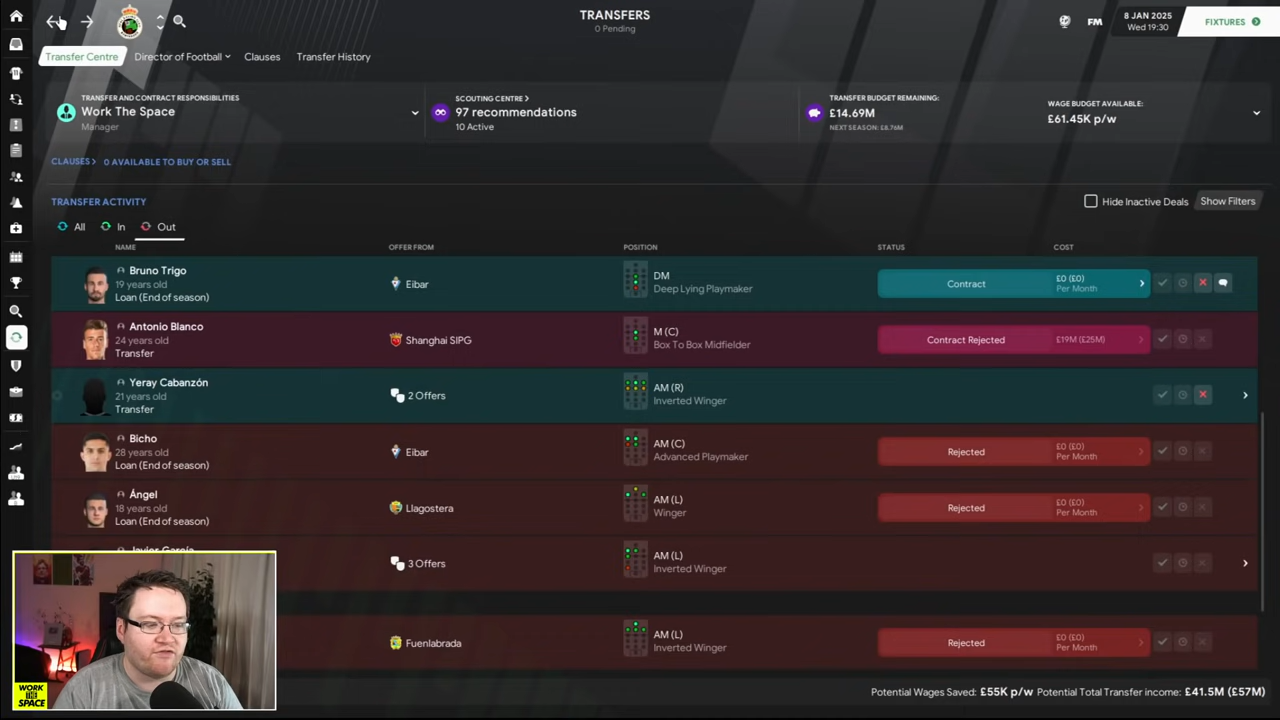 TRANSFERS
0 Pending
FM
8 JAN 2025
Wed 19:30
FIXTURES
Transfer Centre
Director of Football
Clauses
Transfer History
TRANSFER AND CONTRACT RESPONSIBILITIES
Work The Space
Manager
SCOUTING CENTRE
97 recommendations
10 Active
TRANSFER BUDGET REMAINING:
£14.69M
NEXT SEASON: £8.76M
WAGE BUDGET AVAILABLE:
£61.45K p/w
CLAUSES 0 AVAILABLE TO BUY OR SELL
TRANSFER ACTIVITY
Hide Inactive Deals
Show Filters
All In Out
NAME OFFER FROM POSITION STATUS COST
Bruno Trigo
19 years old
Loan (End of season)
Eibar
DM
Deep Lying Playmaker
Contract
£0 (£0)
Per Month
Antonio Blanco
24 years old
Transfer
Shanghai SIPG
M (C)
Box To Box Midfielder
Contract Rejected
£19M (£25M)
Yeray Cabanzón
21 years old
Transfer
2 Offers
AM (R)
Inverted Winger
Bicho
28 years old
Loan (End of season)
Eibar
AM (C)
Advanced Playmaker
Rejected
£0 (£0)
Per Month
Ángel
18 years old
Loan (End of season)
Llagostera
AM (L)
Winger
Rejected
£0 (£0)
Per Month
Javier García
3 Offers
AM (L)
Inverted Winger
Fuenlabrada
AM (L)
Inverted Winger
Rejected
£0 (£0)
Per Month
Potential Wages Saved: £55K p/w Potential Total Transfer income: £41.5M (£57M)
WORK
THE
SPACE